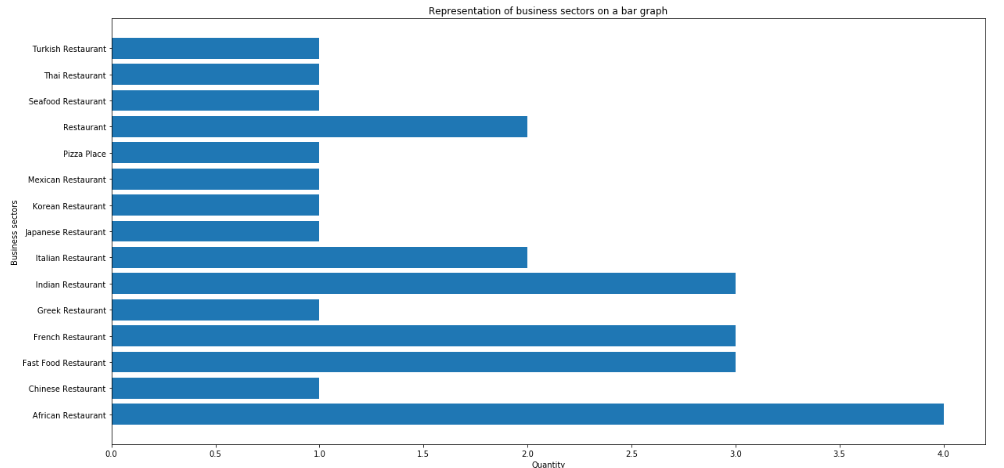 Representation of business sectors on a bar graph
Turkish Restaurant
Thai Restaurant
Seafood Restaurant
Restaurant
Pizza Place
Mexican Restaurant
Korean Restaurant
Japanese Restaurant
Italian Restaurant
Indian Restaurant
Greek Restaurant
French Restaurant
Fast Food Restaurant
Chinese Restaurant
African Restaurant
Business sectors
0.0 0.5 1.0 1.5 2.0 2.5 3.0 3.5 4.0
Quantity